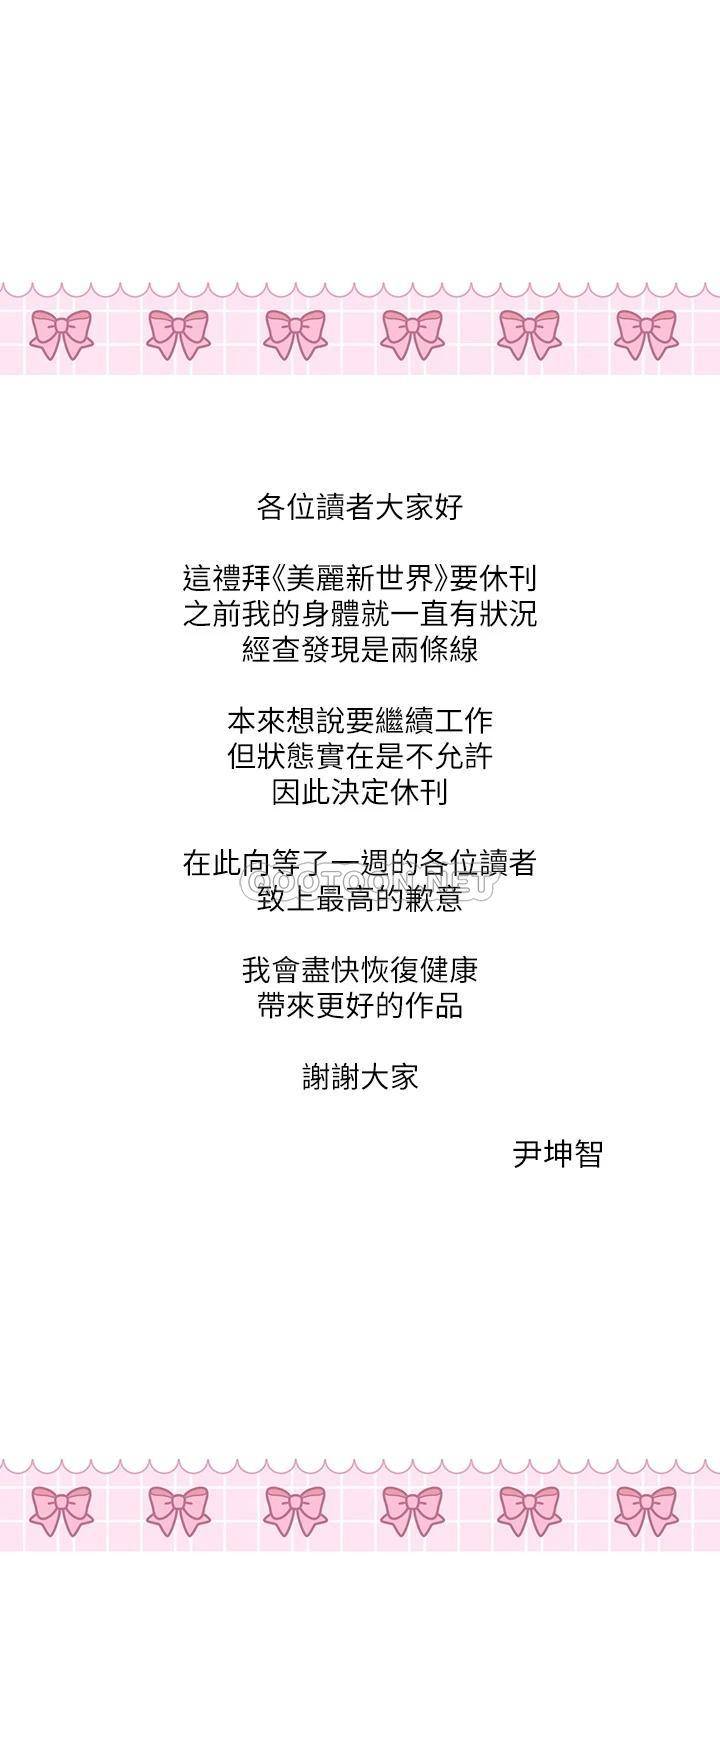 各位讀者大家好
這禮拜《美麗新世界》要休刊
之前我的身體就一直有狀況
經查發現是兩條線
本來想說要繼續工作
但狀態實在是不允許
因此決定休刊
在此向等了一週的各位讀者
QOOTOON.NET
致上最高的歉意
我會盡快恢復健康
帶來更好的作品
謝謝大家
尹坤智